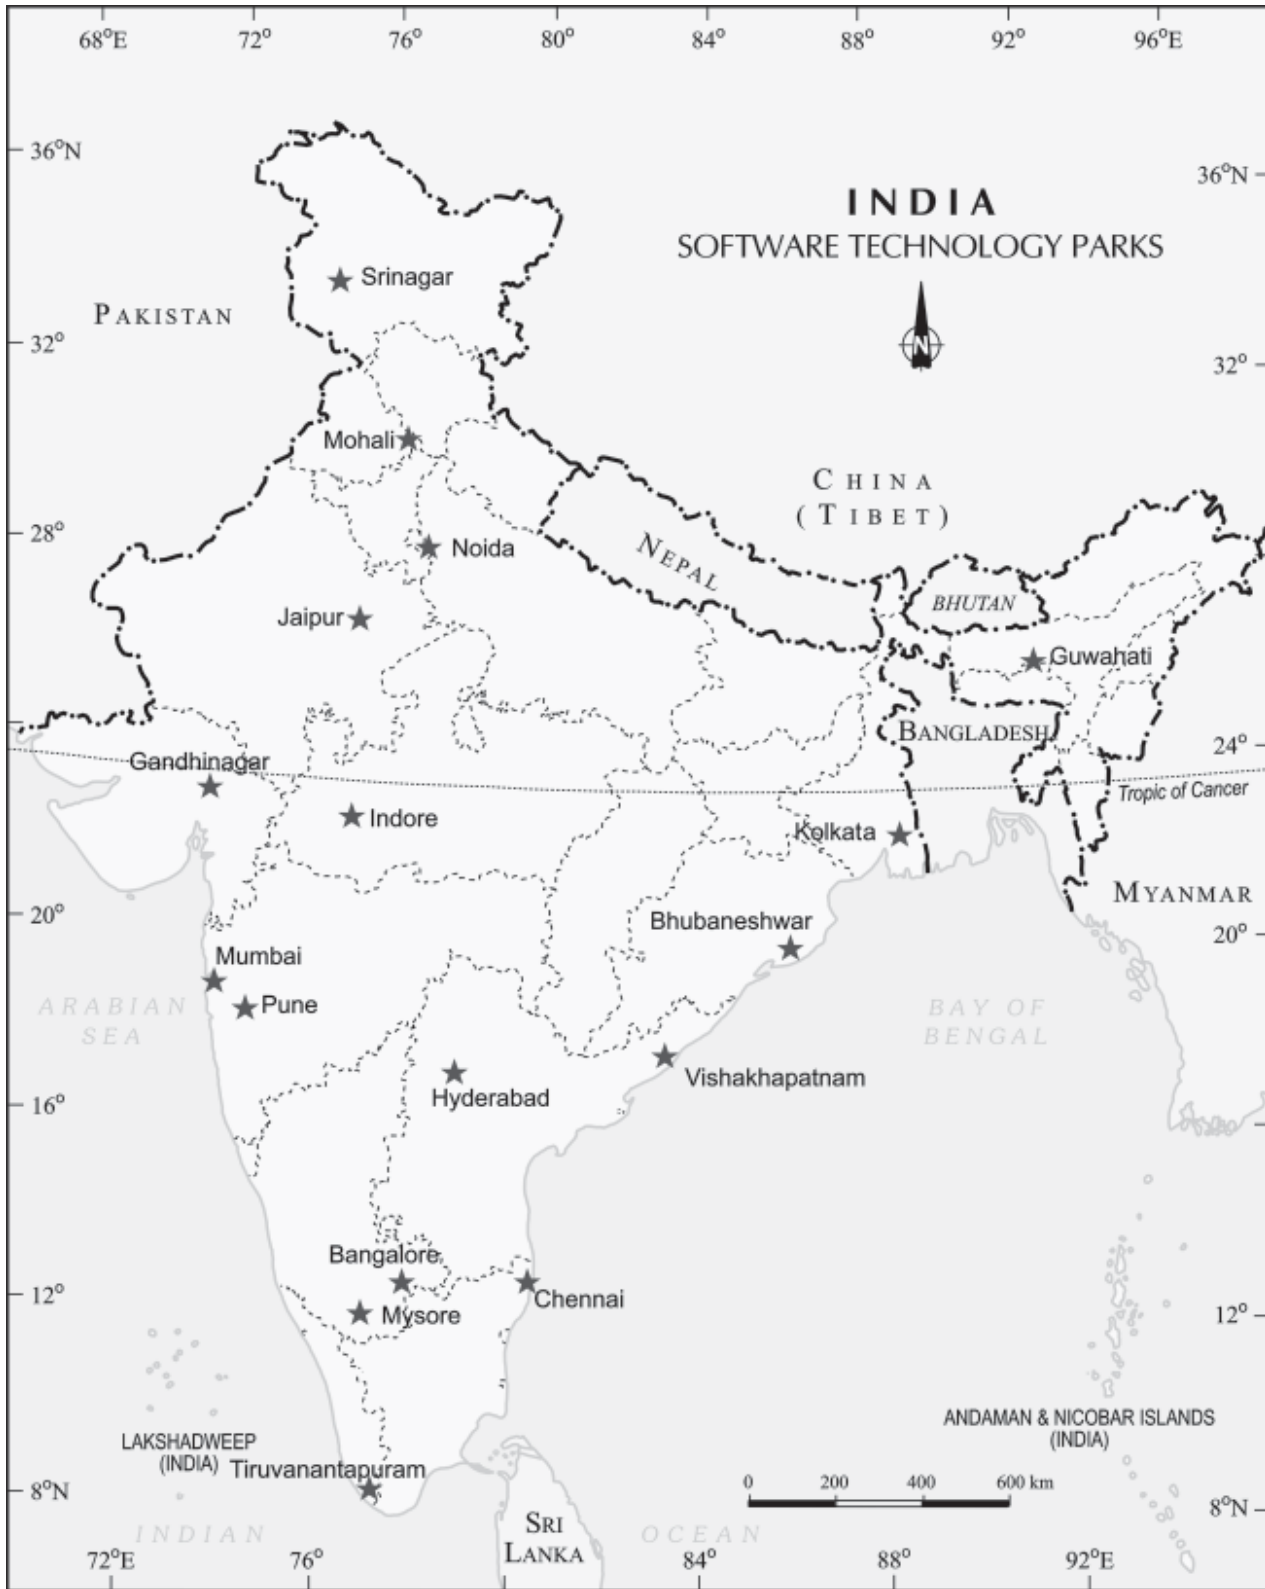 68°E 72° 76° 80° 84° 88° 92° 96°E
36°N
36°N
INDIA
SOFTWARE TECHNOLOGY PARKS
N
Srinagar
PAKISTAN
32°
32°
Mohali
CHINA
(TIBET)
28°
Noida
NEPAL
BHUTAN
Jaipur
Guwahati
BANGLADESH
24°
Gandhinagar
Tropic of Cancer
Indore
Kolkata
MYANMAR
20°
Bhubaneshwar
20°
Mumbai
Pune
ARABIAN
SEA
BAY OF
BENGAL
Vishakhapatnam
Hyderabad
16°
Bangalore
12°
Chennai
Mysore
12°
ANDAMAN & NICOBAR ISLANDS
(INDIA)
LAKSHADWEEP
(INDIA)
Tiruvanantapuram
0 200 400 600 km
8°N
8°N
SRI
LANKA
INDIAN OCEAN
72°E 76° 84° 88° 92°E